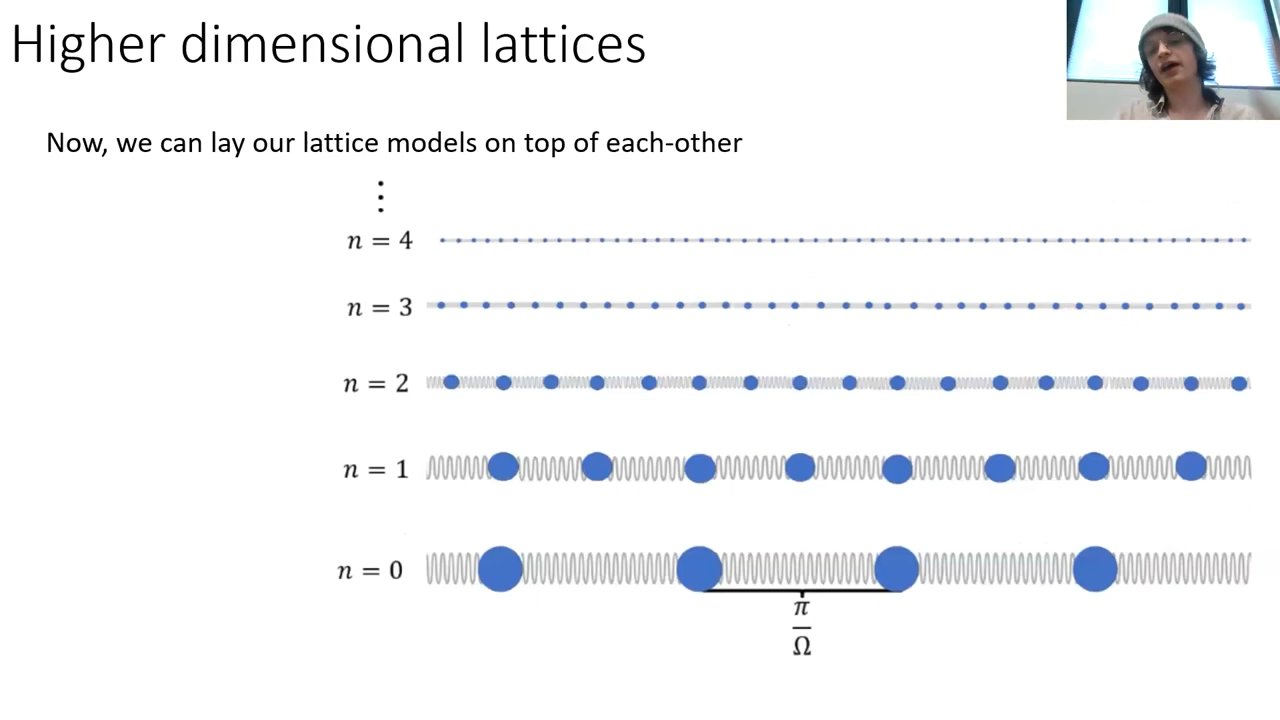 Higher dimensional lattices
Now, we can lay our lattice models on top of each-other
⋮
n = 4
n = 3
n = 2
n = 1
n = 0
π
Ω